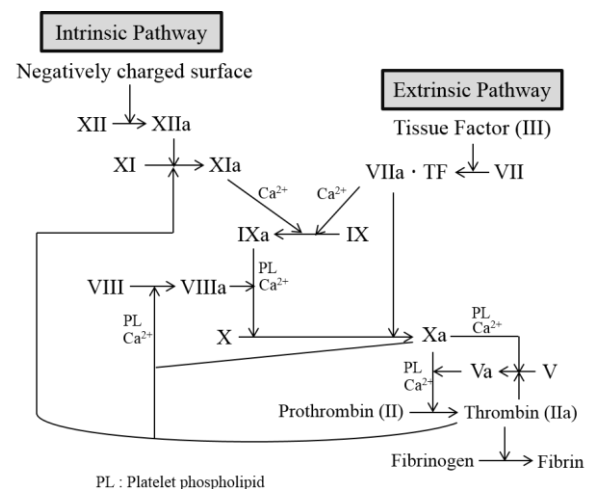 Intrinsic Pathway
Negatively charged surface
Extrinsic Pathway
Tissue Factor (III)
XII XIIa
XI XIa
VIIa · TF VII
Ca²⁺ Ca²⁺
IXa IX
PL
Ca²⁺
VIII VIIIa
PL
Ca²⁺
X Xa
PL
Ca²⁺
PL
Ca²⁺
Va V
Prothrombin (II) Thrombin (IIa)
Fibrinogen Fibrin
PL : Platelet phospholipid